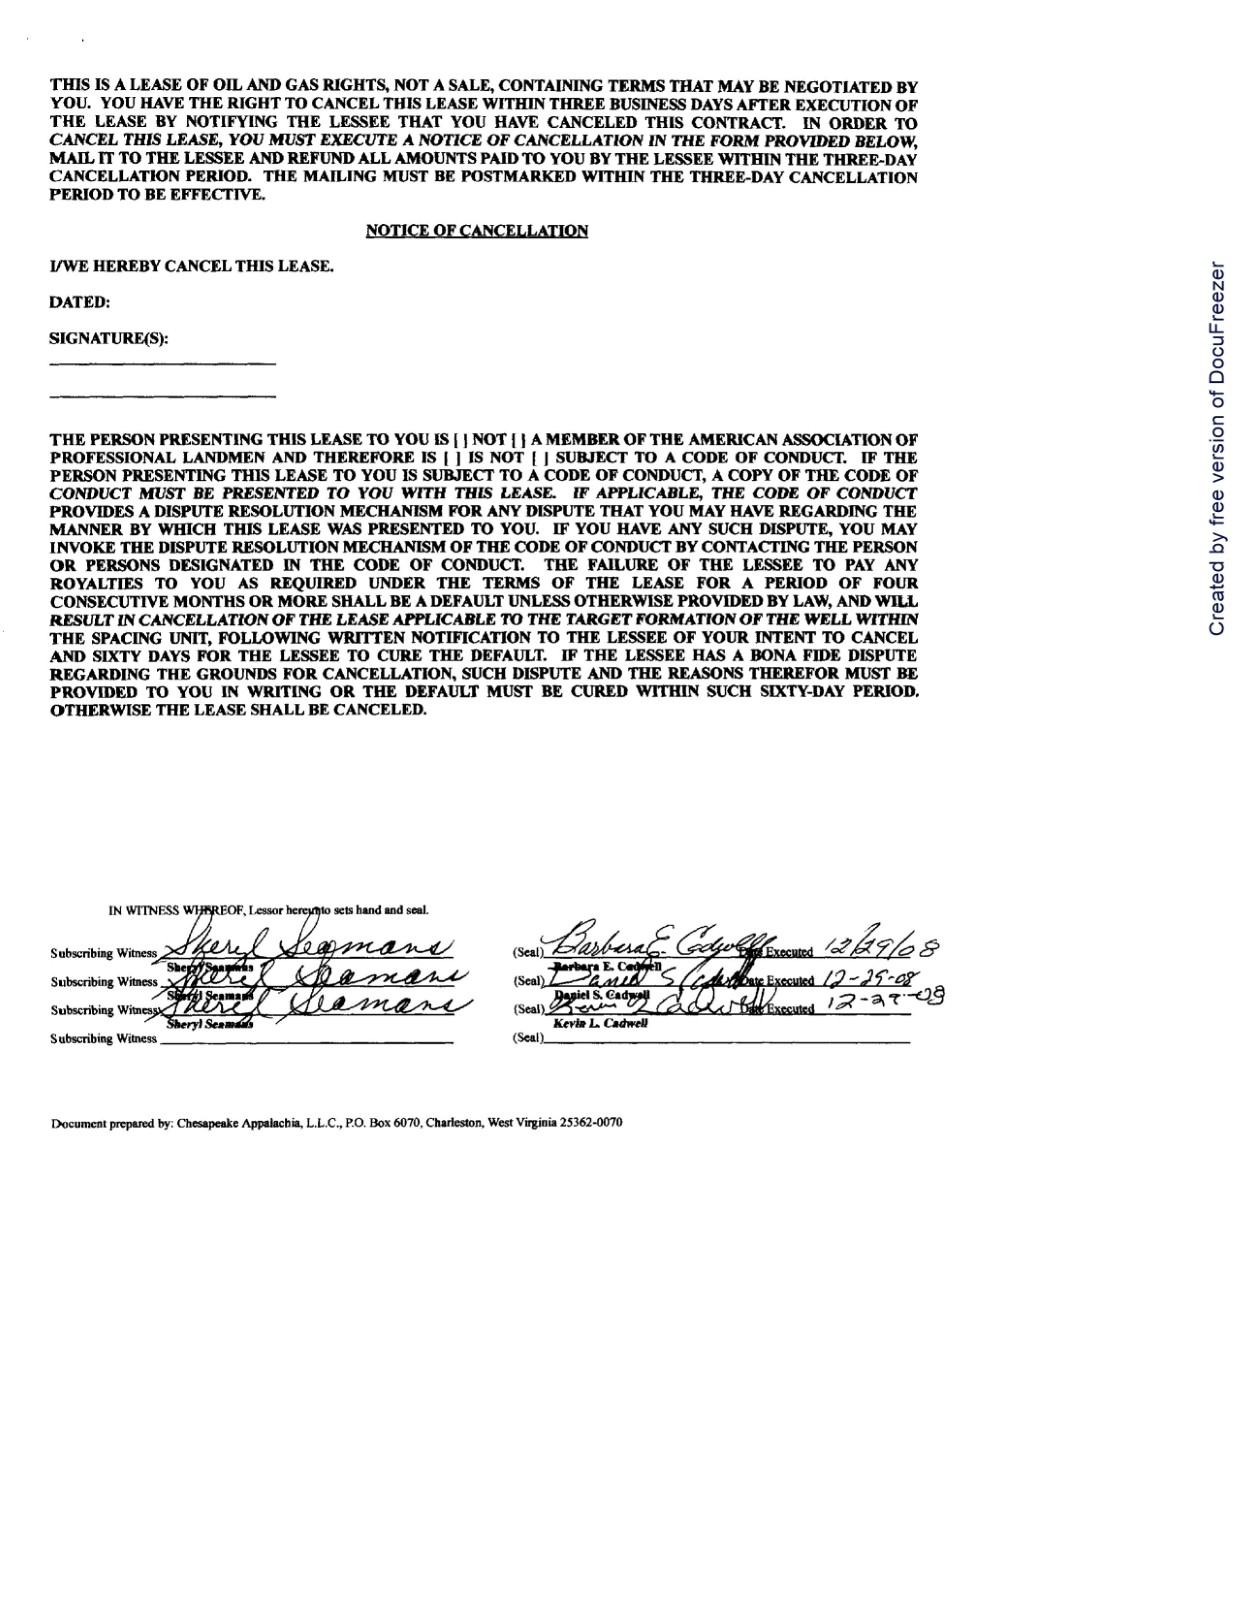 THIS IS A LEASE OF OIL AND GAS RIGHTS, NOT A SALE, CONTAINING TERMS THAT MAY BE NEGOTIATED BY
YOU. YOU HAVE THE RIGHT TO CANCEL THIS LEASE WITHIN THREE BUSINESS DAYS AFTER EXECUTION OF
THE LEASE BY NOTIFYING THE LESSEE THAT YOU HAVE CANCELED THIS CONTRACT. IN ORDER TO
CANCEL THIS LEASE, YOU MUST EXECUTE A NOTICE OF CANCELLATION IN THE FORM PROVIDED BELOW,
MAIL IT TO THE LESSEE AND REFUND ALL AMOUNTS PAID TO YOU BY THE LESSEE WITHIN THE THREE-DAY
CANCELLATION PERIOD. THE MAILING MUST BE POSTMARKED WITHIN THE THREE-DAY CANCELLATION
PERIOD TO BE EFFECTIVE.
NOTICE OF CANCELLATION
I/WE HEREBY CANCEL THIS LEASE.
DATED:
SIGNATURE(S):
THE PERSON PRESENTING THIS LEASE TO YOU IS [ ] NOT [ ] A MEMBER OF THE AMERICAN ASSOCIATION OF
PROFESSIONAL LANDMEN AND THEREFORE IS [ ] IS NOT [ ] SUBJECT TO A CODE OF CONDUCT. IF THE
PERSON PRESENTING THIS LEASE TO YOU IS SUBJECT TO A CODE OF CONDUCT, A COPY OF THE CODE OF
CONDUCT MUST BE PRESENTED TO YOU WITH THIS LEASE. IF APPLICABLE, THE CODE OF CONDUCT
PROVIDES A DISPUTE RESOLUTION MECHANISM FOR ANY DISPUTE THAT YOU MAY HAVE REGARDING THE
MANNER BY WHICH THIS LEASE WAS PRESENTED TO YOU. IF YOU HAVE ANY SUCH DISPUTE, YOU MAY
INVOKE THE DISPUTE RESOLUTION MECHANISM OF THE CODE OF CONDUCT BY CONTACTING THE PERSON
OR PERSONS DESIGNATED IN THE CODE OF CONDUCT. THE FAILURE OF THE LESSEE TO PAY ANY
ROYALTIES TO YOU AS REQUIRED UNDER THE TERMS OF THE LEASE FOR A PERIOD OF FOUR
CONSECUTIVE MONTHS OR MORE SHALL BE A DEFAULT UNLESS OTHERWISE PROVIDED BY LAW, AND WILL
RESULT IN CANCELLATION OF THE LEASE APPLICABLE TO THE TARGET FORMATION OF THE WELL WITHIN
THE SPACING UNIT, FOLLOWING WRITTEN NOTIFICATION TO THE LESSEE OF YOUR INTENT TO CANCEL
AND SIXTY DAYS FOR THE LESSEE TO CURE THE DEFAULT. IF THE LESSEE HAS A BONA FIDE DISPUTE
REGARDING THE GROUNDS FOR CANCELLATION, SUCH DISPUTE AND THE REASONS THEREFOR MUST BE
PROVIDED TO YOU IN WRITING OR THE DEFAULT MUST BE CURED WITHIN SUCH SIXTY-DAY PERIOD.
OTHERWISE THE LEASE SHALL BE CANCELED.
IN WITNESS WHEREOF, Lessor hereunto sets hand and seal.
Subscribing Witness Sheryl Seamans (Seal) Barbara E. Cadwell Date Executed 12/29/08
Sheryl Seamans Barbara E. Cadwell
Subscribing Witness Sheryl Seamans (Seal) Daniel S Cadwell Date Executed 12-29-08
Sheryl Seamans Daniel S. Cadwell
Subscribing Witness Sheryl Seamans (Seal) Kevin L Cadwell Date Executed 12-29-08
Sheryl Seamans Kevin L. Cadwell
Subscribing Witness (Seal)
Document prepared by: Chesapeake Appalachia, L.L.C., P.O. Box 6070, Charleston, West Virginia 25362-0070
Created by free version of DocuFreezer